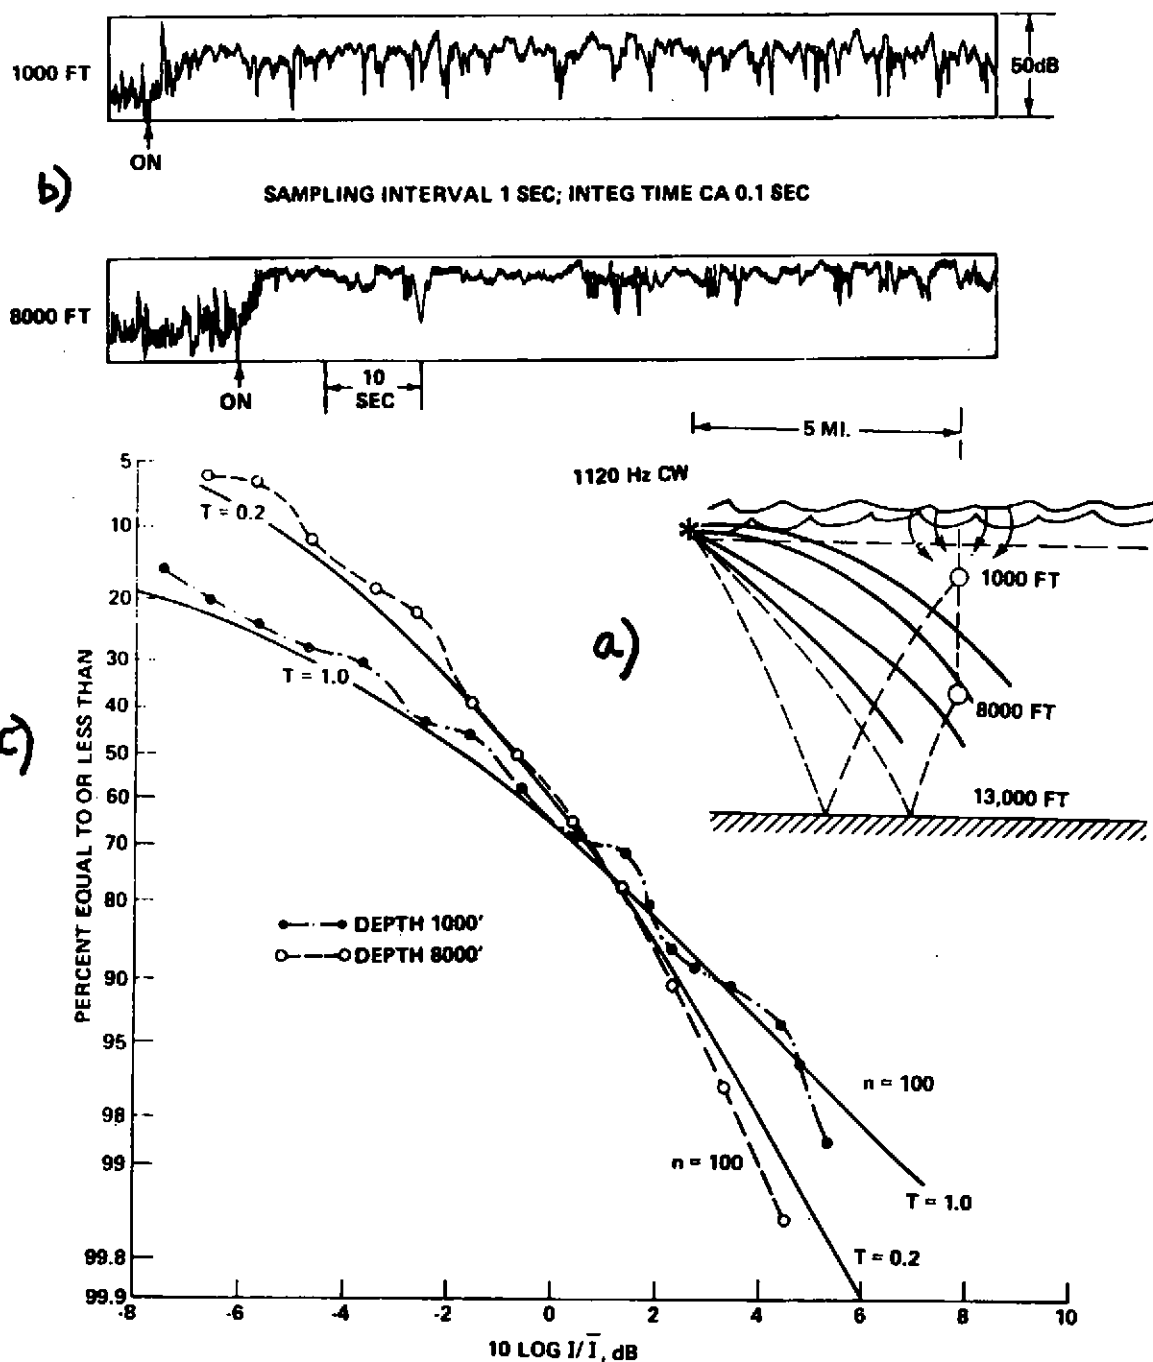 1000 FT
50dB
ON
b)
SAMPLING INTERVAL 1 SEC; INTEG TIME CA 0.1 SEC
8000 FT
10
SEC
ON
5 MI.
1120 Hz CW
1000 FT
a)
8000 FT
13,000 FT
c)
PERCENT EQUAL TO OR LESS THAN
5
10
20
30
40
50
60
70
80
90
95
98
99
99.8
99.9
T = 0.2
T = 1.0
DEPTH 1000'
DEPTH 8000'
n = 100
n = 100
T = 1.0
T = 0.2
-8 -6 -4 -2 0 2 4 6 8 10
10 LOG I/Ī, dB